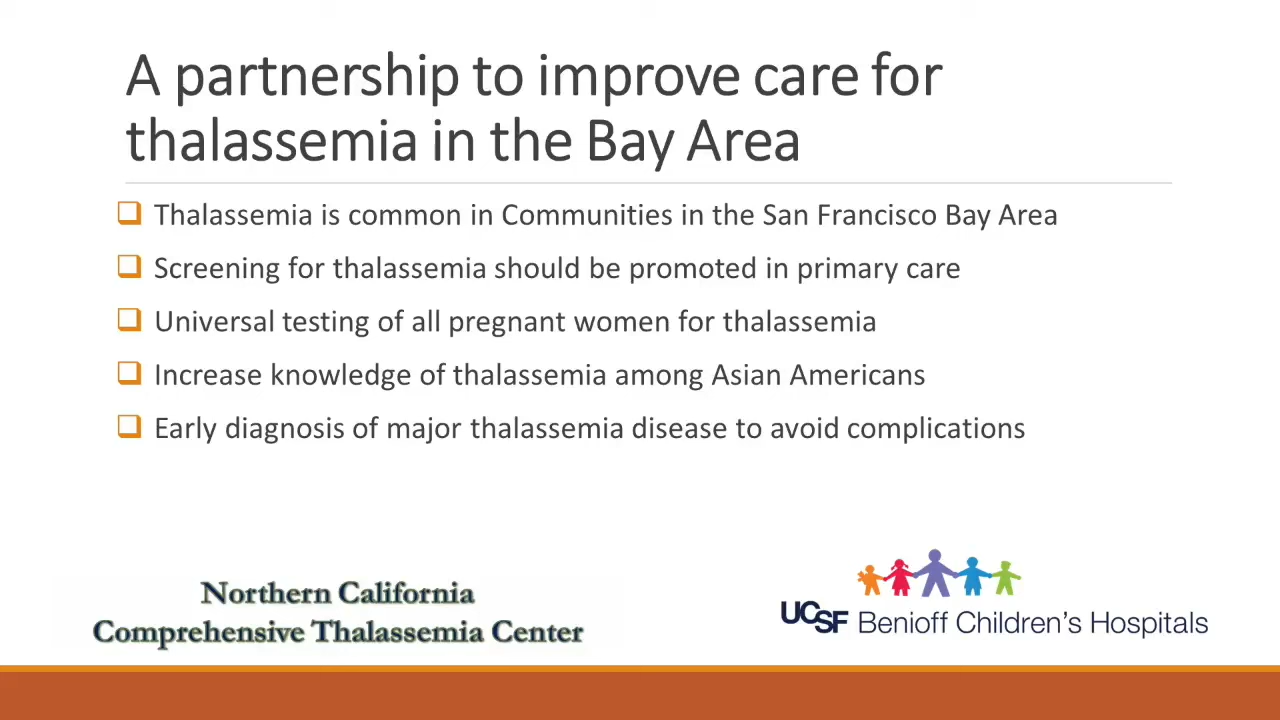 A partnership to improve care for
thalassemia in the Bay Area
Thalassemia is common in Communities in the San Francisco Bay Area
Screening for thalassemia should be promoted in primary care
Universal testing of all pregnant women for thalassemia
Increase knowledge of thalassemia among Asian Americans
Early diagnosis of major thalassemia disease to avoid complications
Northern California
Comprehensive Thalassemia Center
UCSF Benioff Children's Hospitals